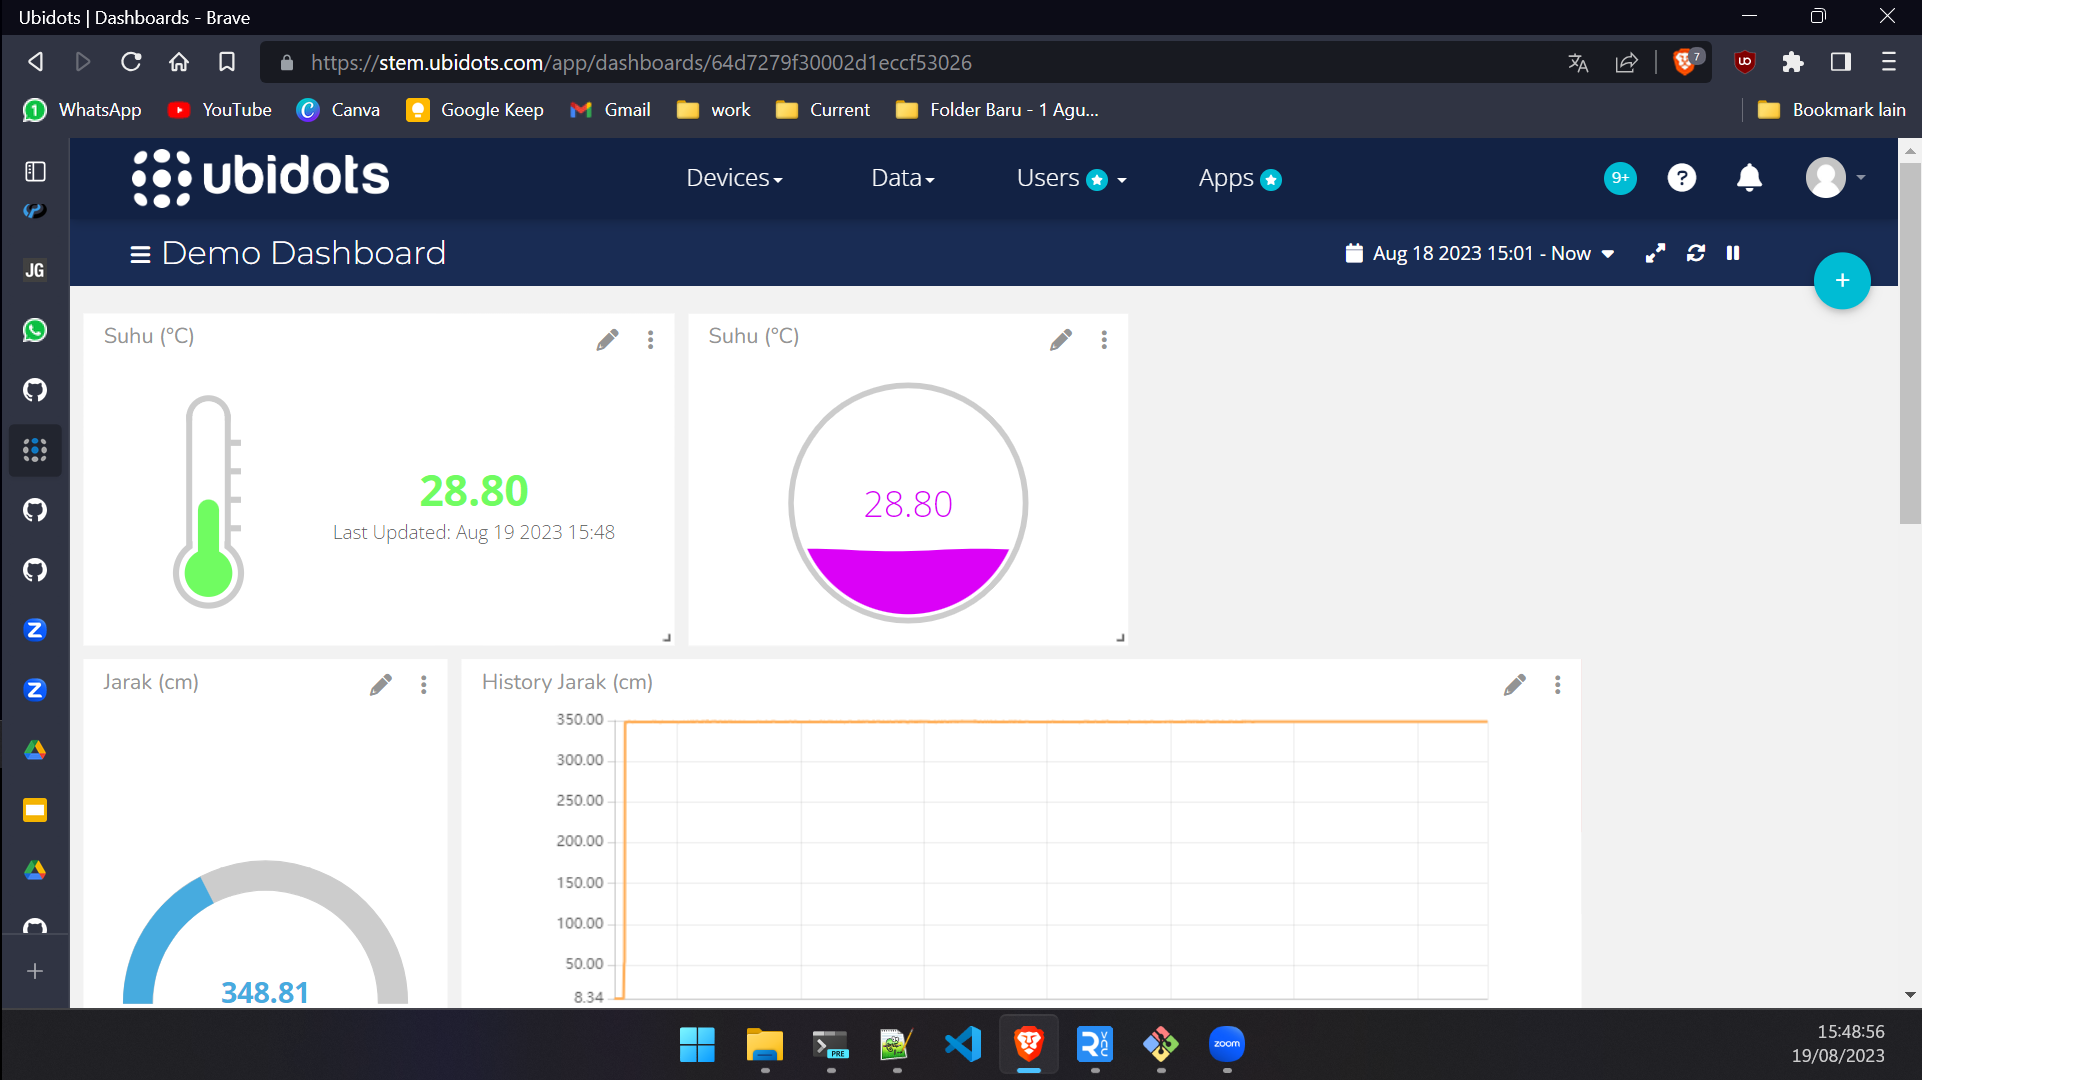 Ubidots | Dashboards - Brave
https://stem.ubidots.com/app/dashboards/64d7279f30002d1eccf53026
7
WhatsApp YouTube Canva Google Keep Gmail work Current Folder Baru - 1 Agu... Bookmark lain
ubidots Devices Data Users Apps 9+ ?
JG
Demo Dashboard Aug 18 2023 15:01 - Now
+
Suhu (°C)
28.80
Last Updated: Aug 19 2023 15:48
Suhu (°C)
28.80
Jarak (cm)
348.81
History Jarak (cm)
350.00
300.00
250.00
200.00
150.00
100.00
50.00
8.34
PRE
VNC
zoom
15:48:56
19/08/2023